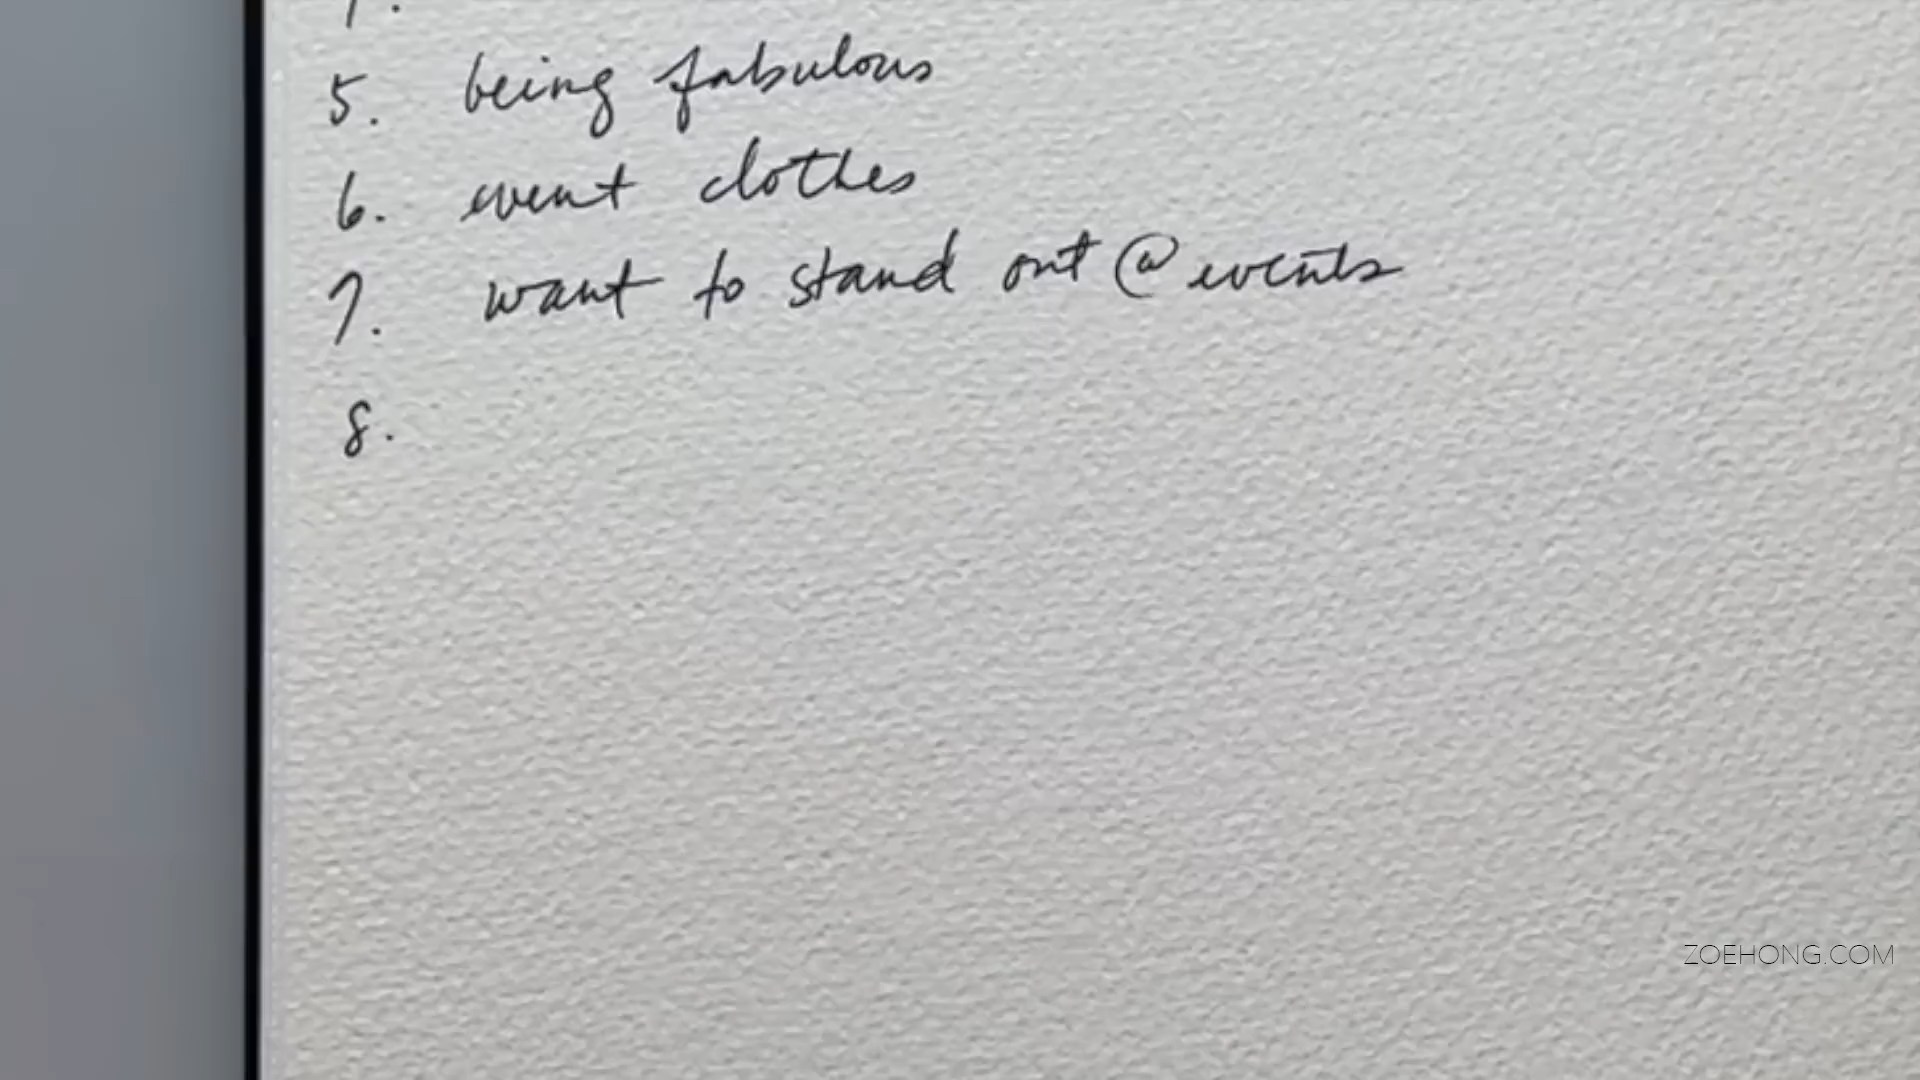 5. being fabulous
6. event clothes
7. want to stand out @ events
8.
ZOEHONG.COM